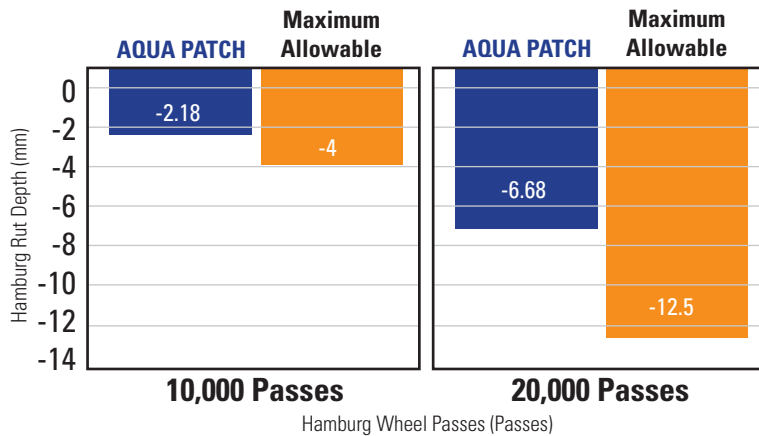 AQUA PATCH
Maximum
Allowable
AQUA PATCH
Maximum
Allowable
Hamburg Rut Depth (mm)
0
-2
-4
-6
-8
-10
-12
-14
-2.18
-4
-6.68
-12.5
10,000 Passes
20,000 Passes
Hamburg Wheel Passes (Passes)